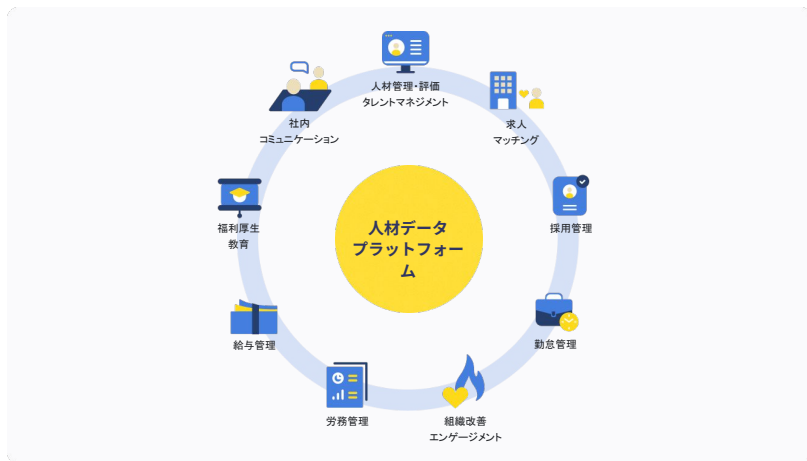 人材管理・評価
タレントマネジメント
求人
マッチング
採用管理
勤怠管理
組織改善
エンゲージメント
労務管理
給与管理
福利厚生
教育
社内
コミュニケーション
人材データ
プラットフォー
ム